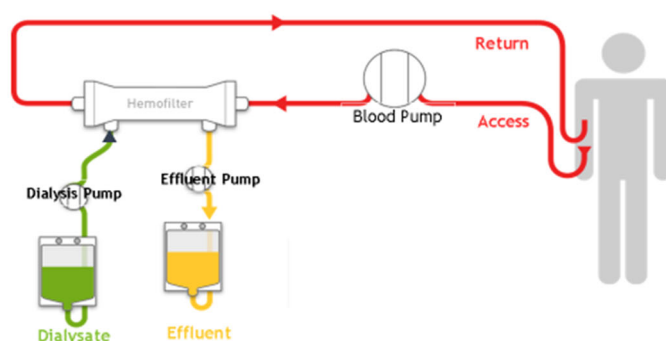 Return
Hemofilter
Blood Pump
Access
Effluent Pump
Dialysis Pump
Dialysate
Effluent